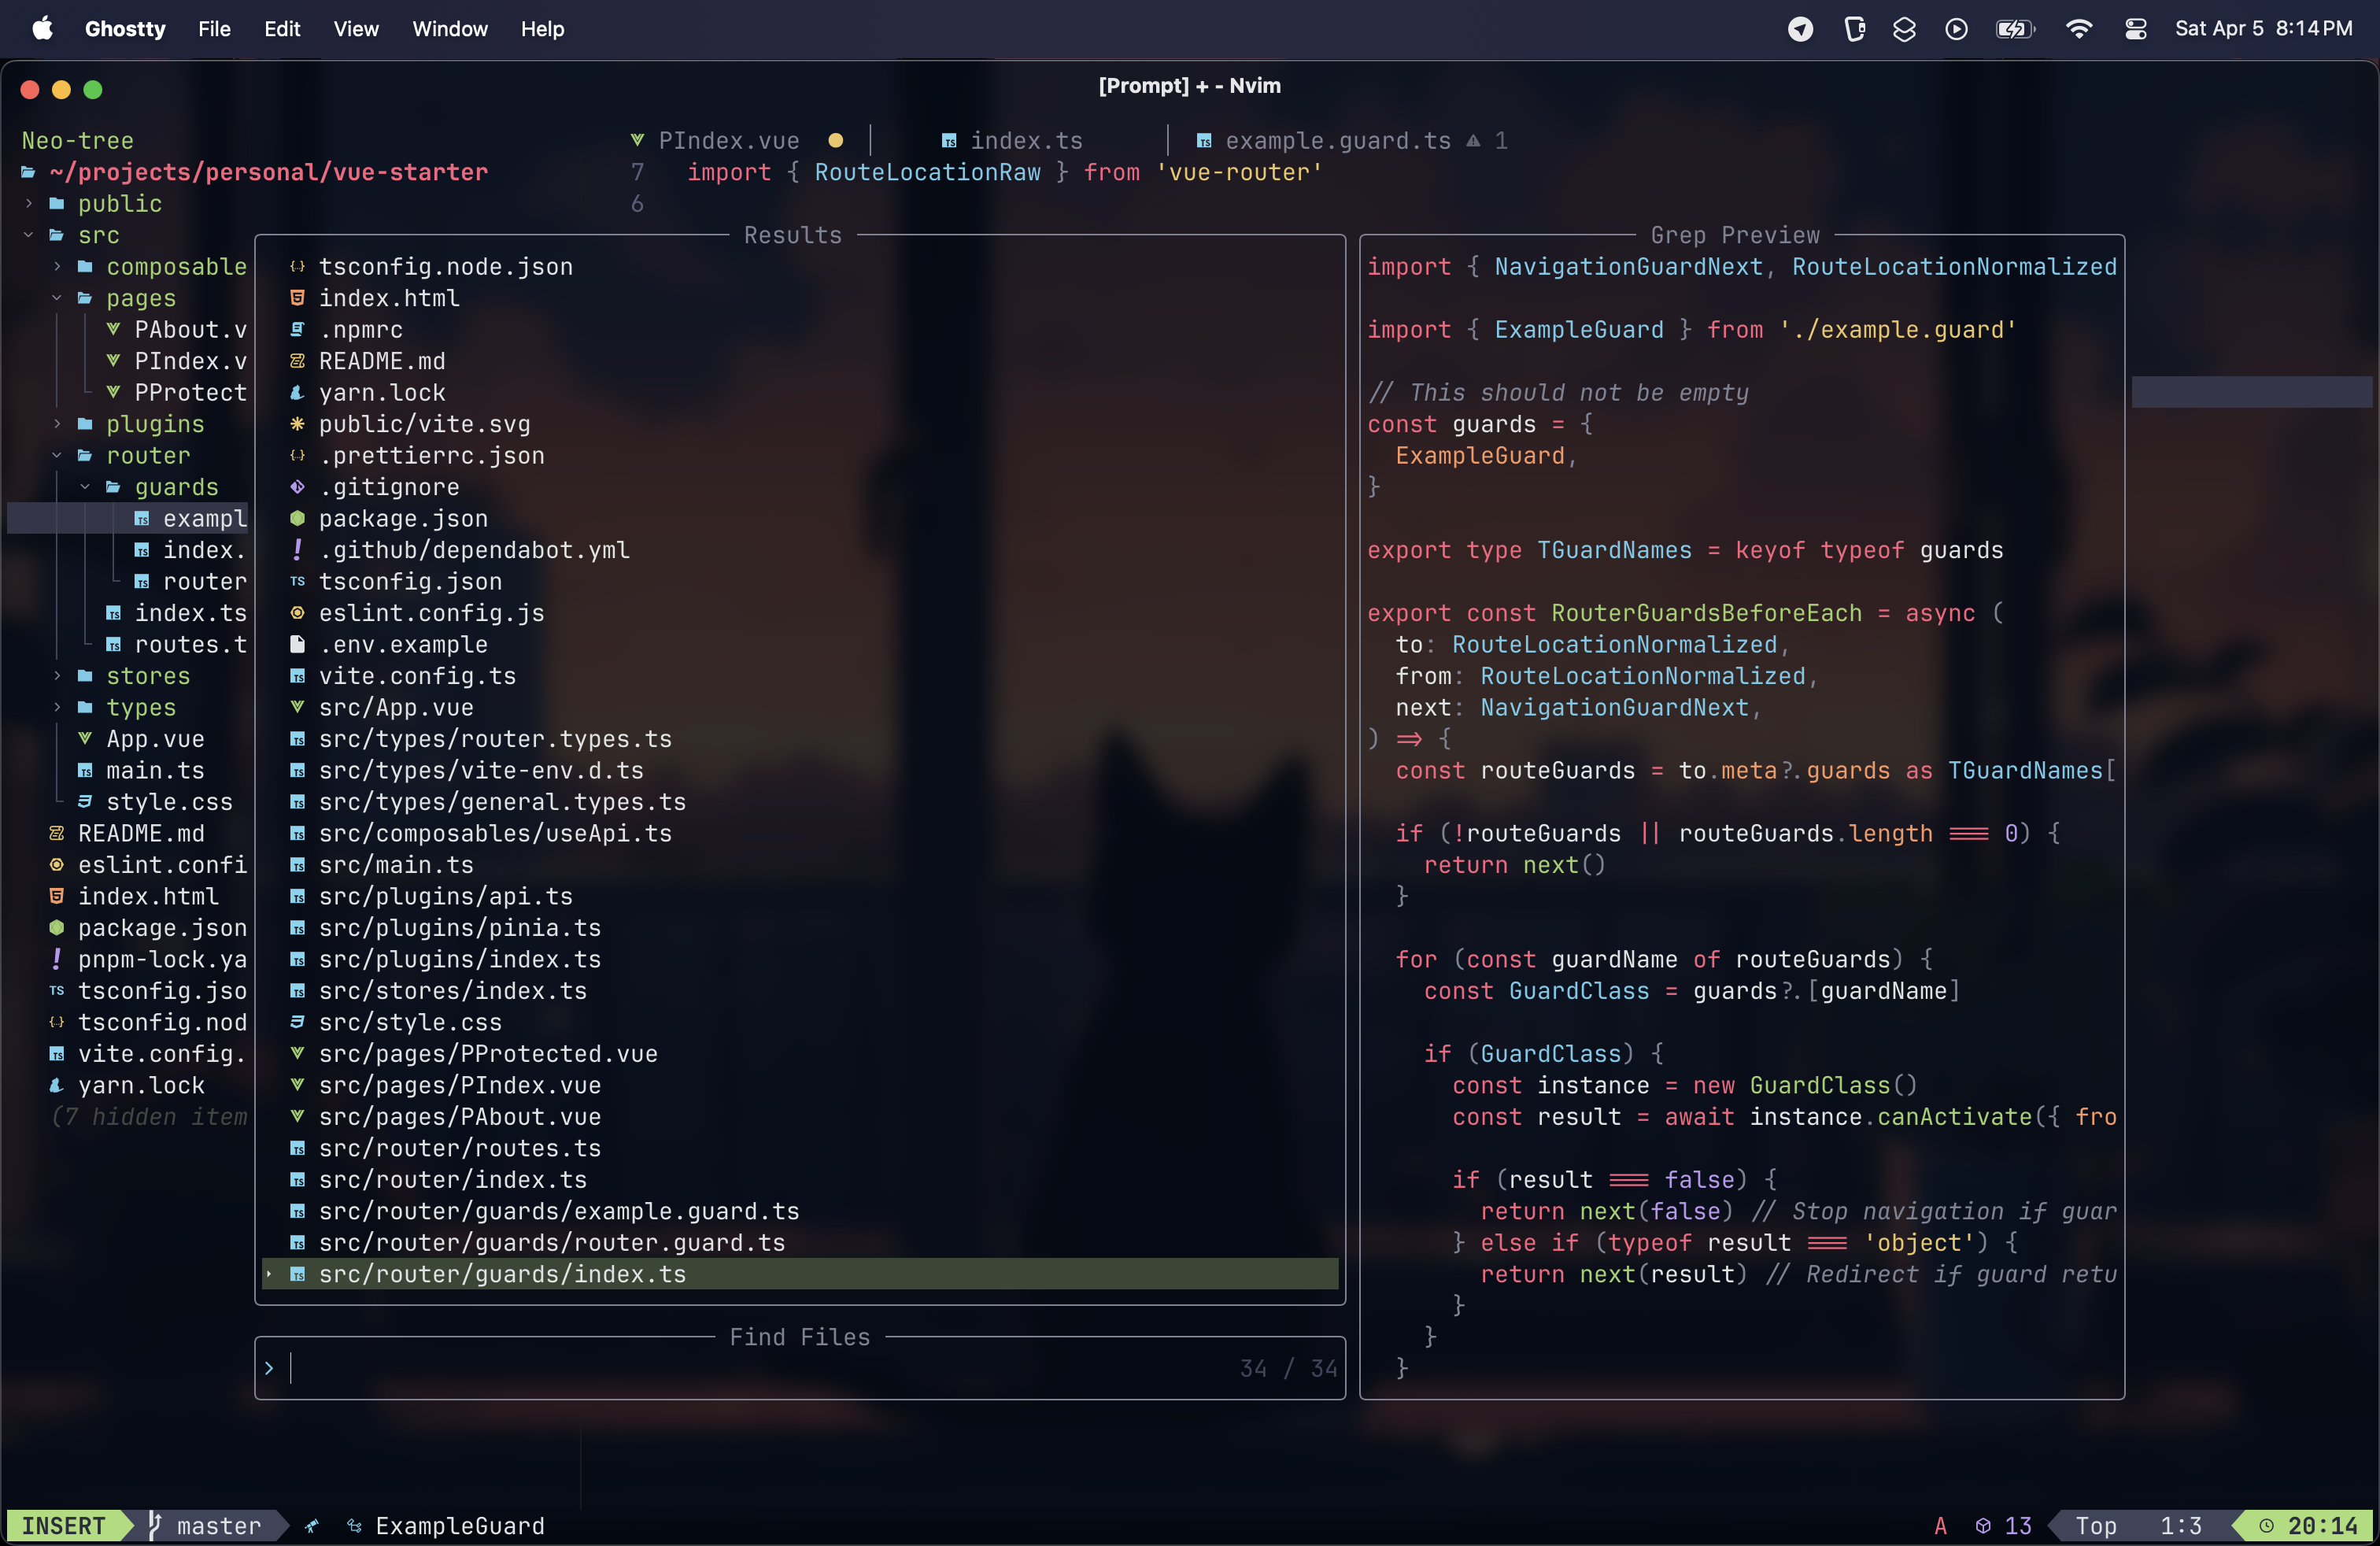 Ghostty File Edit View Window Help Sat Apr 5 8:14 PM
[Prompt] + - Nvim
Neo-tree
~/projects/personal/vue-starter
public
src
composable
pages
PAbout.v
PIndex.v
PProtect
plugins
router
guards
exampl
index.
router
index.ts
routes.t
stores
types
App.vue
main.ts
style.css
README.md
eslint.confi
index.html
package.json
pnpm-lock.ya
tsconfig.jso
tsconfig.nod
vite.config.
yarn.lock
(7 hidden item
PIndex.vue index.ts example.guard.ts 1
7 import { RouteLocationRaw } from 'vue-router'
6
Results
tsconfig.node.json
index.html
.npmrc
README.md
yarn.lock
public/vite.svg
.prettierrc.json
.gitignore
package.json
.github/dependabot.yml
tsconfig.json
eslint.config.js
.env.example
vite.config.ts
src/App.vue
src/types/router.types.ts
src/types/vite-env.d.ts
src/types/general.types.ts
src/composables/useApi.ts
src/main.ts
src/plugins/api.ts
src/plugins/pinia.ts
src/plugins/index.ts
src/stores/index.ts
src/style.css
src/pages/PProtected.vue
src/pages/PIndex.vue
src/pages/PAbout.vue
src/router/routes.ts
src/router/index.ts
src/router/guards/example.guard.ts
src/router/guards/router.guard.ts
src/router/guards/index.ts
Find Files
> 34 / 34
Grep Preview
import { NavigationGuardNext, RouteLocationNormalized
import { ExampleGuard } from './example.guard'
// This should not be empty
const guards = {
ExampleGuard,
}
export type TGuardNames = keyof typeof guards
export const RouterGuardsBeforeEach = async (
to: RouteLocationNormalized,
from: RouteLocationNormalized,
next: NavigationGuardNext,
) => {
const routeGuards = to.meta?.guards as TGuardNames[
if (!routeGuards || routeGuards.length === 0) {
return next()
}
for (const guardName of routeGuards) {
const GuardClass = guards?.[guardName]
if (GuardClass) {
const instance = new GuardClass()
const result = await instance.canActivate({ fro
if (result === false) {
return next(false) // Stop navigation if guar
} else if (typeof result === 'object') {
return next(result) // Redirect if guard retu
}
}
}
INSERT master ExampleGuard A 13 Top 1:3 20:14